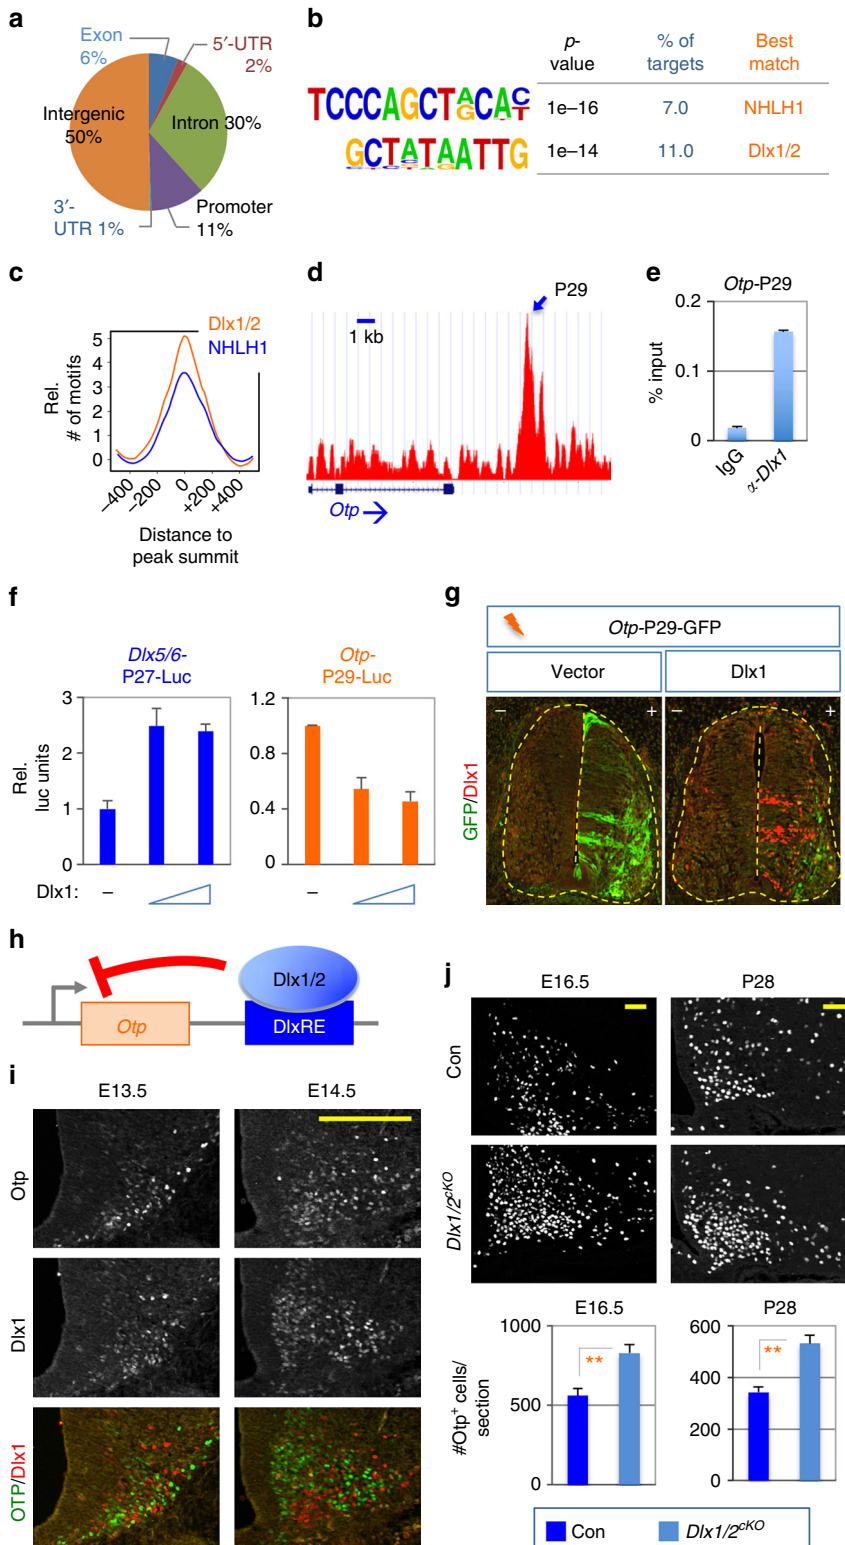 a
Exon
6%
5′-UTR
2%
Intergenic
50%
Intron 30%
3′-
UTR 1%
Promoter
11%
b
p-
value
% of
targets
Best
match
TCCCAGCTACAC
G T
1e–16
7.0
NHLH1
GCTATAATTG
1e–14
11.0
Dlx1/2
c
Dlx1/2
NHLH1
Rel.
# of motifs
5
4
3
2
1
0
–400
–200
0
+200
+400
Distance to
peak summit
d
P29
1 kb
Otp
e
Otp-P29
% input
0.2
0.1
0
IgG
α-Dlx1
f
Dlx5/6-
P27-Luc
Otp-
P29-Luc
Rel.
luc units
3
2
1
0
1.2
0.8
0.4
0
Dlx1:
–
–
g
Otp-P29-GFP
Vector
Dlx1
–
+
–
+
GFP/Dlx1
h
Dlx1/2
Otp
DlxRE
i
E13.5
E14.5
Otp
Dlx1
OTP/Dlx1
j
E16.5
P28
Con
Dlx1/2cKO
E16.5
P28
#Otp+ cells/
section
1000
500
0
**
600
400
200
0
**
Con
Dlx1/2cKO